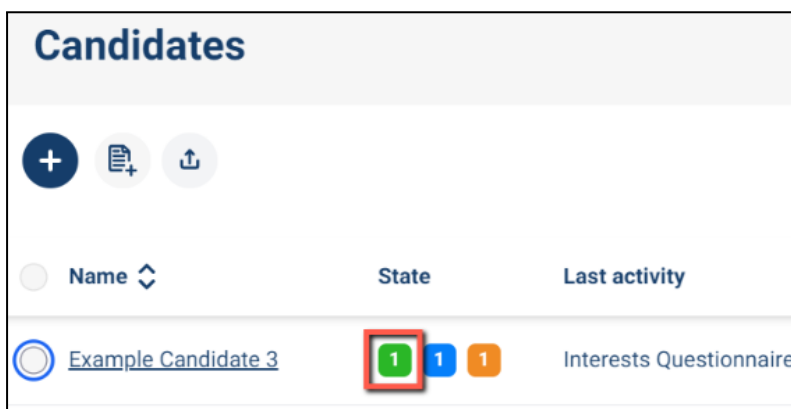 Candidates
Name State Last activity
Example Candidate 3 1 1 1 Interests Questionnaire